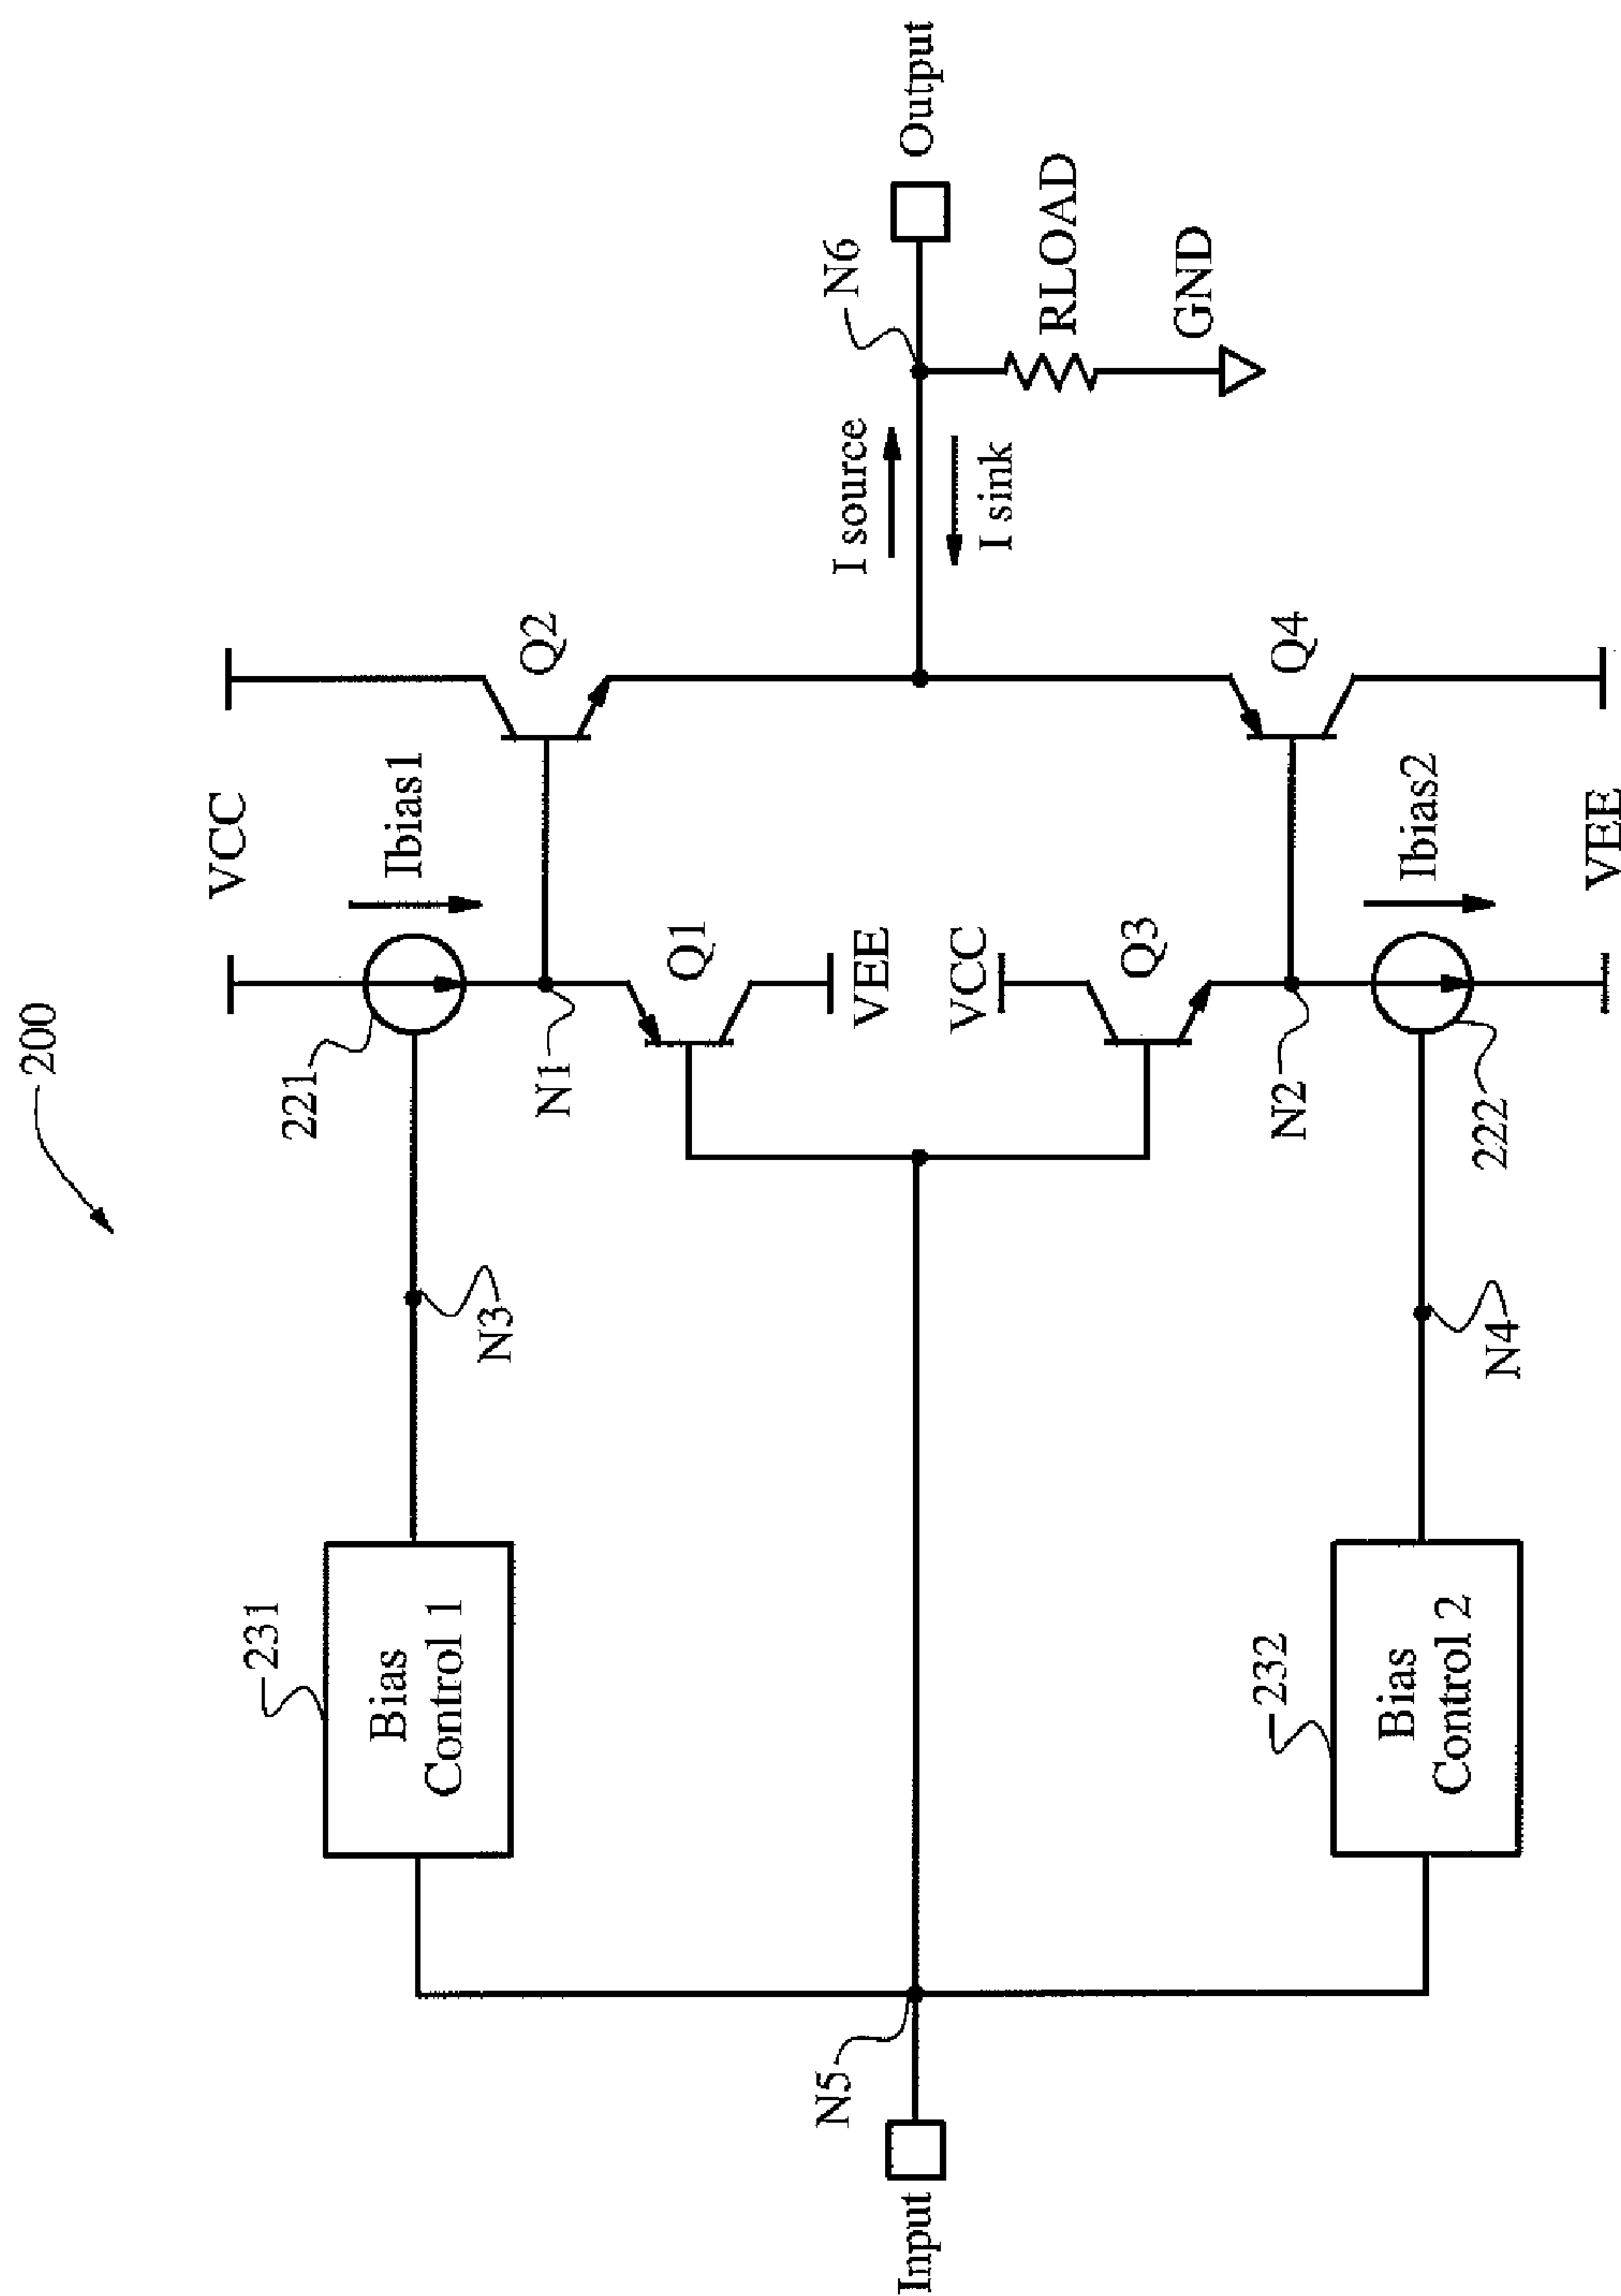 200
VCC
Ibias1
221
Q2
N1
Q1
VEE
231
Bias
Control 1
N3
I source
N6
Output
N5
Input
I sink
RLOAD
GND
VCC
Q3
Q4
N2
Ibias2
222
232
Bias
Control 2
N4
VEE